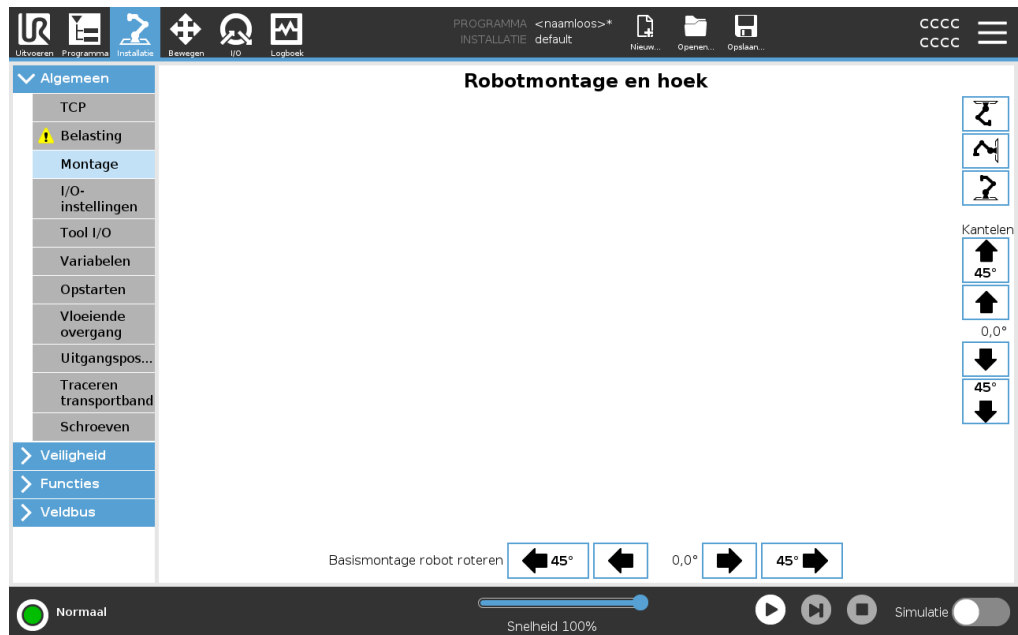 PROGRAMMA <naamloos>*
INSTALLATIE default
Uitvoeren Programma Installatie Bewegen I/O Logboek Nieuw... Openen... Opslaan...
CCCC
CCCC
Algemeen
TCP
Belasting
Montage
I/O-
instellingen
Tool I/O
Variabelen
Opstarten
Vloeiende
overgang
Uitgangspos...
Traceren
transportband
Schroeven
Veiligheid
Functies
Veldbus
Robotmontage en hoek
Kantelen
45°
0,0°
45°
Basismontage robot roteren 45° 0,0° 45°
Normaal
Snelheid 100%
Simulatie